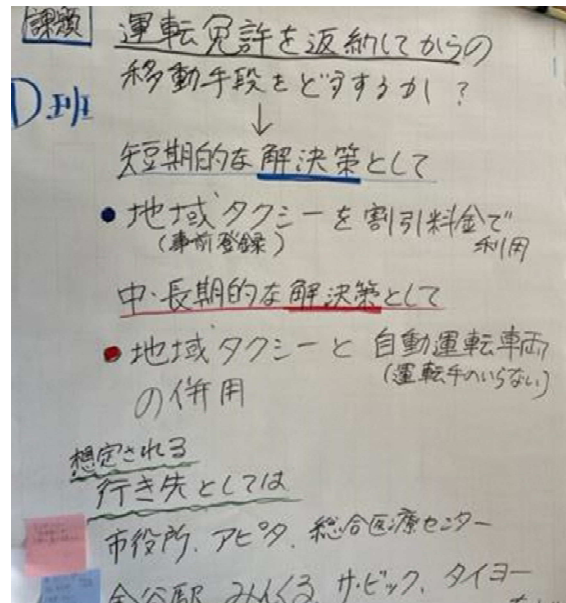 課題 運転免許を返納してからの
移動手段をどうするか?
D班
↓
短期的な解決策として
● 地域タクシーを割引料金で
(事前登録) 利用
中・長期的な解決策として
● 地域タクシーと自動運転車両
(運転手のいらない)
の併用
想定される
行き先としては
市役所、アピタ、総合医療センター
金谷駅 みんくる、サ・ビック、タイヨー